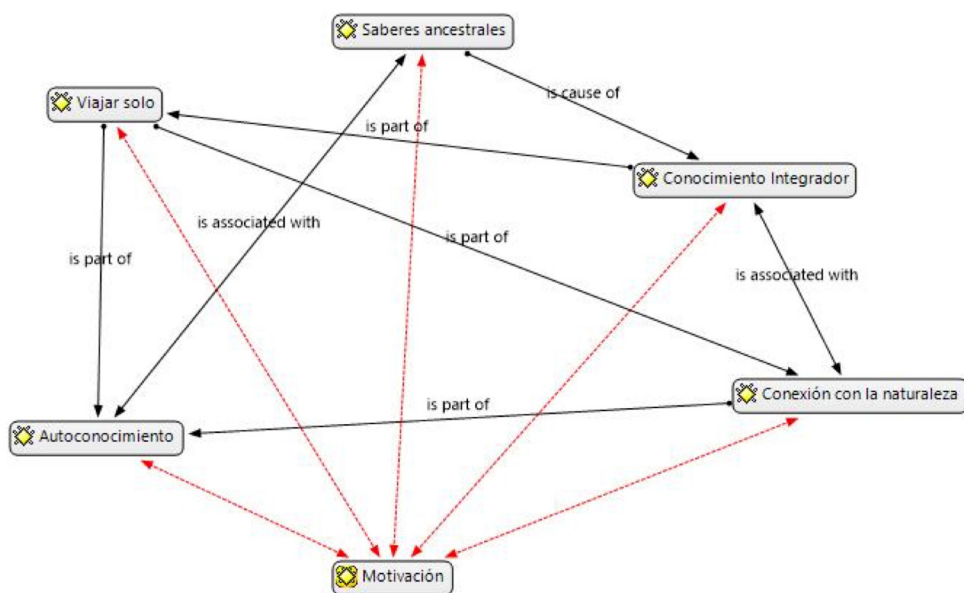 Saberes ancestrales
is cause of
Viajar solo
is part of
Conocimiento Integrador
is associated with
is part of
is part of
is associated with
Conexión con la naturaleza
is part of
Autoconocimiento
Motivación